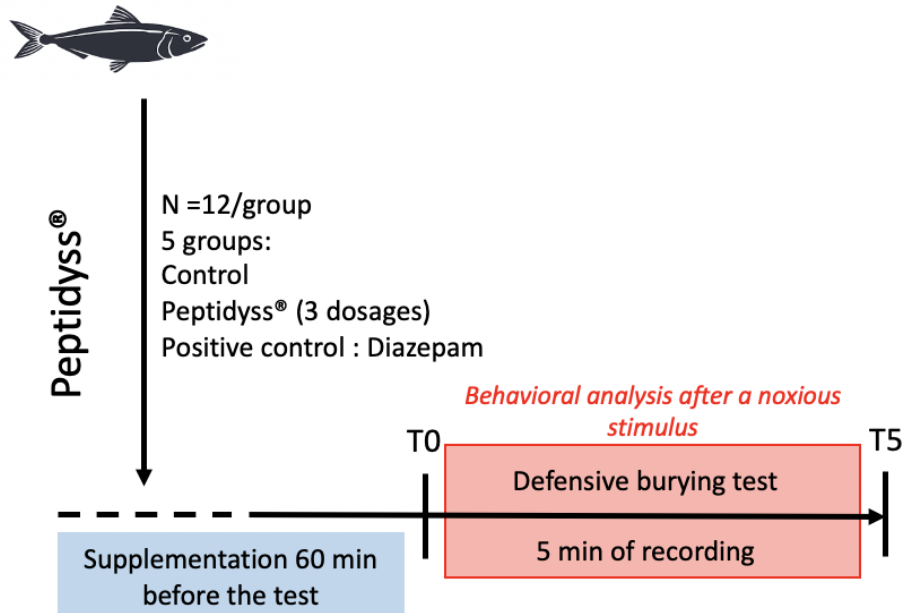 Peptidyss®
N =12/group
5 groups:
Control
Peptidyss® (3 dosages)
Positive control : Diazepam
Behavioral analysis after a noxious
stimulus
T0
T5
Defensive burying test
5 min of recording
Supplementation 60 min
before the test